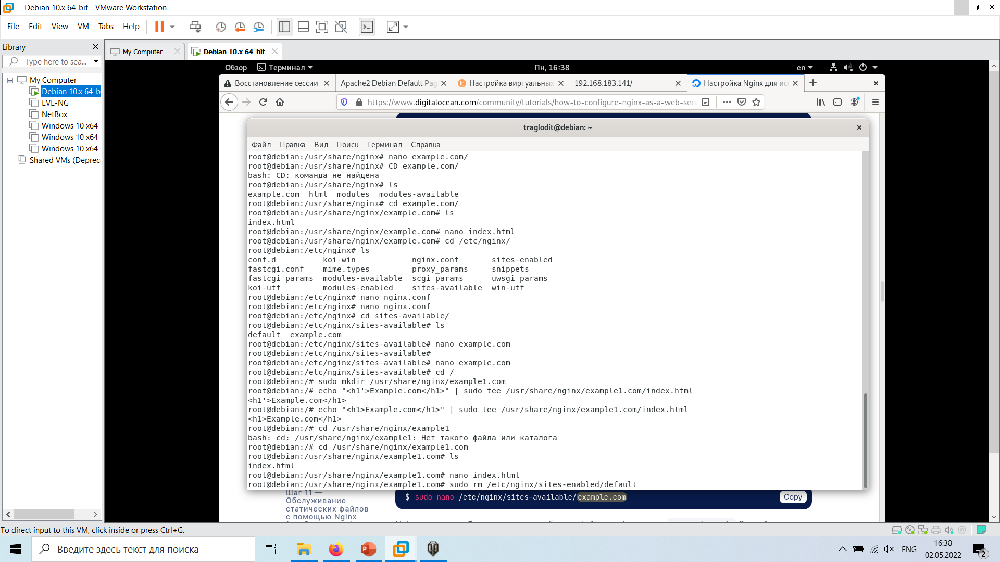 Debian 10.x 64-bit - VMware Workstation
File Edit View VM Tabs Help
Library
My Computer
Debian 10.x 64-bit
Type here to sea...
My Computer
Debian 10.x 64-b
EVE-NG
NetBox
Windows 10 x64
Windows 10 x64
Windows 10 x64
Shared VMs (Depreca
Обзор Терминал Пн, 16:38 en
Восстановление сессии
Apache2 Debian Default Pag
Настройка виртуальных
192.168.183.141/
Настройка Nginx для исп
https://www.digitalocean.com/community/tutorials/how-to-configure-nginx-as-a-web-serv
traglodit@debian: ~
Файл Правка Вид Поиск Терминал Справка
root@debian:/usr/share/nginx# nano example.com/
root@debian:/usr/share/nginx# CD example.com/
bash: CD: команда не найдена
root@debian:/usr/share/nginx# ls
example.com  html  modules  modules-available
root@debian:/usr/share/nginx# cd example.com/
root@debian:/usr/share/nginx/example.com# ls
index.html
root@debian:/usr/share/nginx/example.com# nano index.html
root@debian:/usr/share/nginx/example.com# cd /etc/nginx/
root@debian:/etc/nginx# ls
conf.d          koi-win            nginx.conf       sites-enabled
fastcgi.conf    mime.types         proxy_params     snippets
fastcgi_params  modules-available  scgi_params      uwsgi_params
koi-utf         modules-enabled    sites-available  win-utf
root@debian:/etc/nginx# nano nginx.conf
root@debian:/etc/nginx# nano nginx.conf
root@debian:/etc/nginx# cd sites-available/
root@debian:/etc/nginx/sites-available# ls
default  example.com
root@debian:/etc/nginx/sites-available# nano example.com
root@debian:/etc/nginx/sites-available#
root@debian:/etc/nginx/sites-available# nano example.com
root@debian:/etc/nginx/sites-available# cd /
root@debian:/# sudo mkdir /usr/share/nginx/example1.com
root@debian:/# echo "<h1'>Example.com</h1>" | sudo tee /usr/share/nginx/example1.com/index.html
<h1'>Example.com</h1>
root@debian:/# echo "<h1>Example.com</h1>" | sudo tee /usr/share/nginx/example1.com/index.html
<h1>Example.com</h1>
root@debian:/# cd /usr/share/nginx/example1
bash: cd: /usr/share/nginx/example1: Нет такого файла или каталога
root@debian:/# cd /usr/share/nginx/example1.com
root@debian:/usr/share/nginx/example1.com# ls
index.html
root@debian:/usr/share/nginx/example1.com# nano index.html
root@debian:/usr/share/nginx/example1.com# sudo rm /etc/nginx/sites-enabled/default
Шаг 11 —
Обслуживание
статических файлов
с помощью Nginx
$ sudo nano /etc/nginx/sites-available/example.com
Copy
To direct input to this VM, click inside or press Ctrl+G.
Введите здесь текст для поиска
ENG
16:38
02.05.2022
2